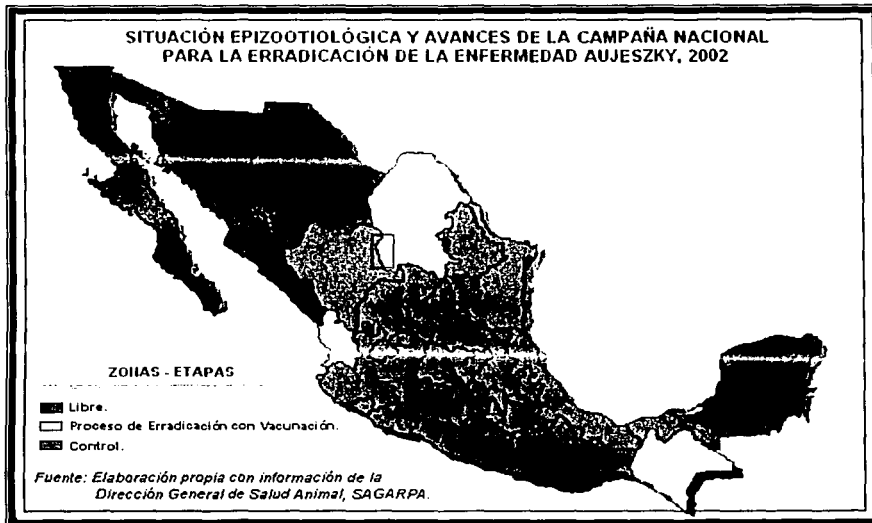 SITUACIÓN EPIZOOTIOLÓGICA Y AVANCES DE LA CAMPAÑA NACIONAL
PARA LA ERRADICACIÓN DE LA ENFERMEDAD AUJESZKY, 2002
ZONAS - ETAPAS
Libre.
Proceso de Erradicación con Vacunación.
Control.
Fuente: Elaboración propia con información de la
Dirección General de Salud Animal, SAGARPA.